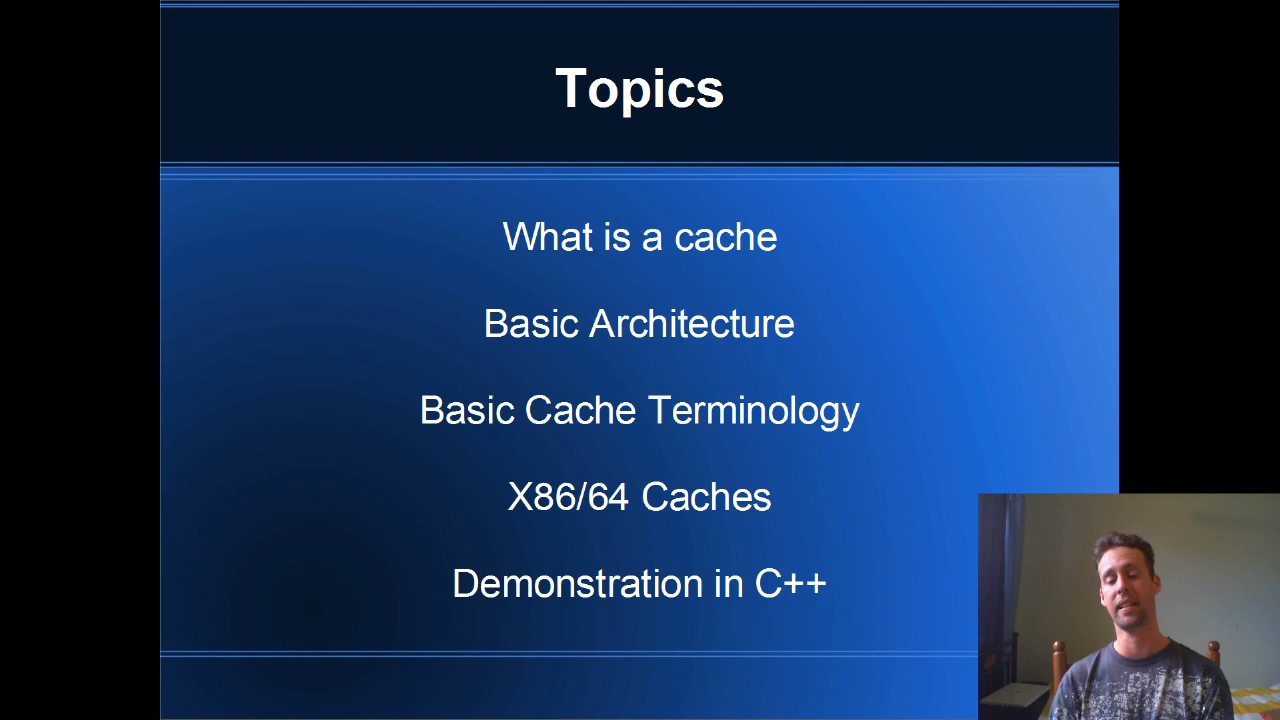 Topics
What is a cache
Basic Architecture
Basic Cache Terminology
X86/64 Caches
Demonstration in C++